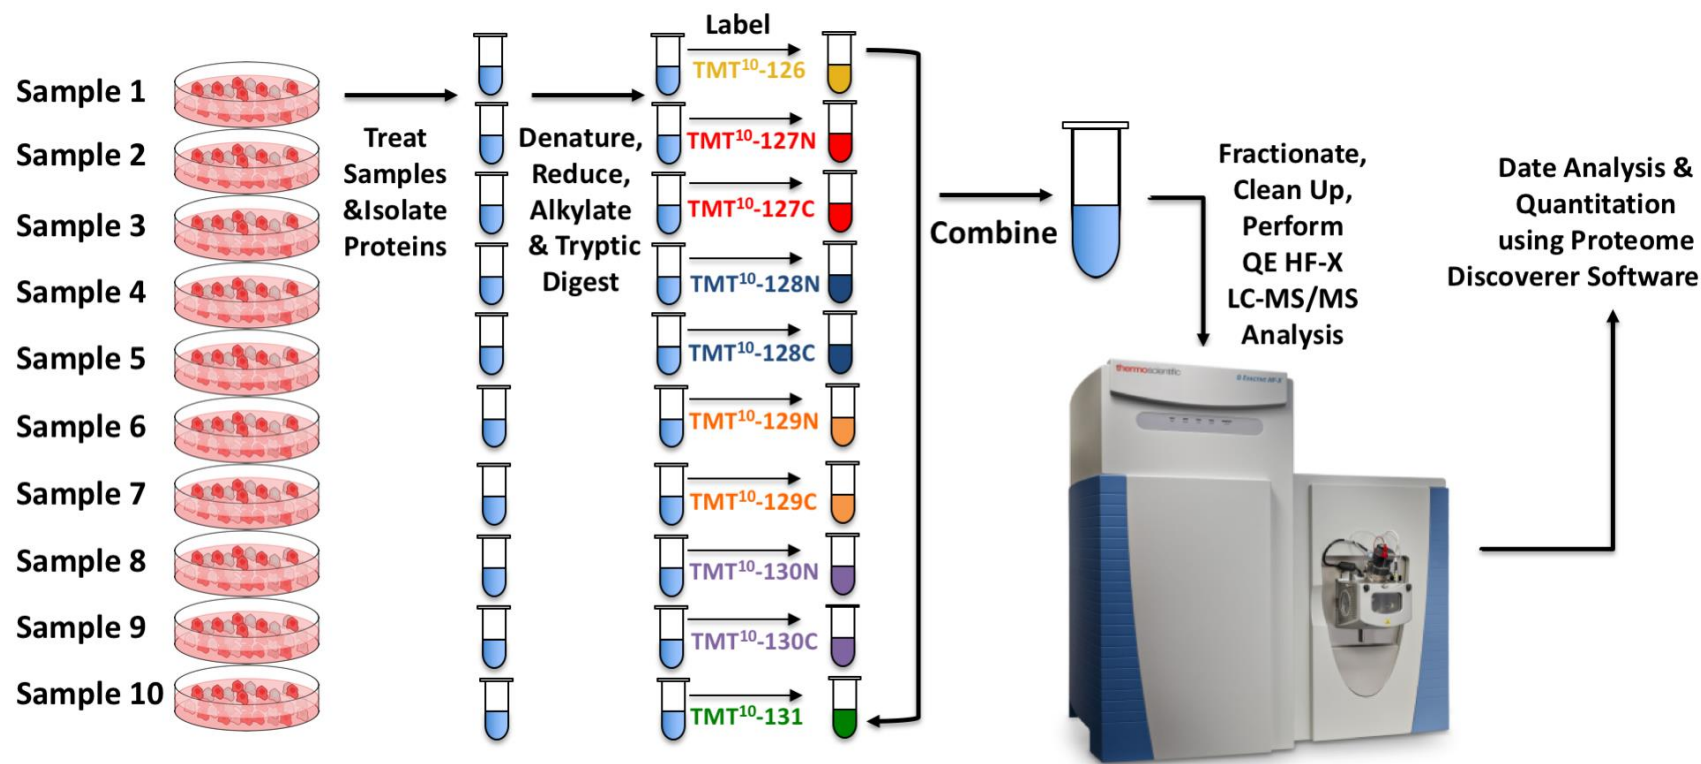 Sample 1
Sample 2
Sample 3
Sample 4
Sample 5
Sample 6
Sample 7
Sample 8
Sample 9
Sample 10
Treat
Samples
&Isolate
Proteins
Denature,
Reduce,
Alkylate
& Tryptic
Digest
Label
TMT¹⁰-126
TMT¹⁰-127N
TMT¹⁰-127C
TMT¹⁰-128N
TMT¹⁰-128C
TMT¹⁰-129N
TMT¹⁰-129C
TMT¹⁰-130N
TMT¹⁰-130C
TMT¹⁰-131
Combine
Fractionate,
Clean Up,
Perform
QE HF-X
LC-MS/MS
Analysis
thermoscientific
Q Exactive HF-X
Date Analysis &
Quantitation
using Proteome
Discoverer Software